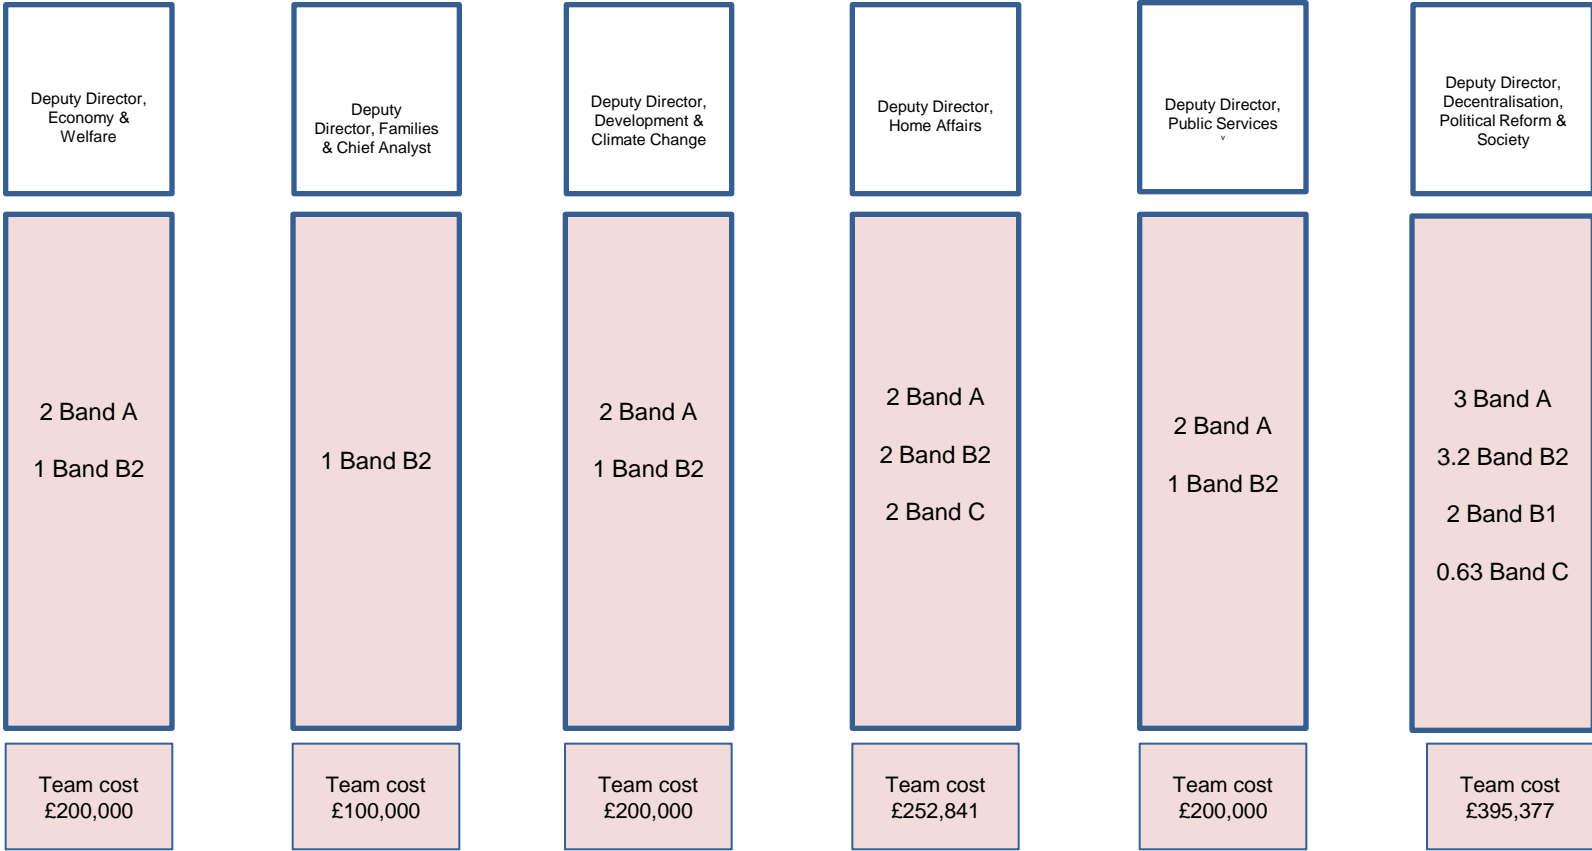 Deputy Director,
Economy &
Welfare
Deputy
Director, Families
& Chief Analyst
Deputy Director,
Development &
Climate Change
Deputy Director,
Home Affairs
Deputy Director,
Public Services
v
Deputy Director,
Decentralisation,
Political Reform &
Society
2 Band A
1 Band B2
1 Band B2
2 Band A
1 Band B2
2 Band A
2 Band B2
2 Band C
2 Band A
1 Band B2
3 Band A
3.2 Band B2
2 Band B1
0.63 Band C
Team cost
£200,000
Team cost
£100,000
Team cost
£200,000
Team cost
£252,841
Team cost
£200,000
Team cost
£395,377